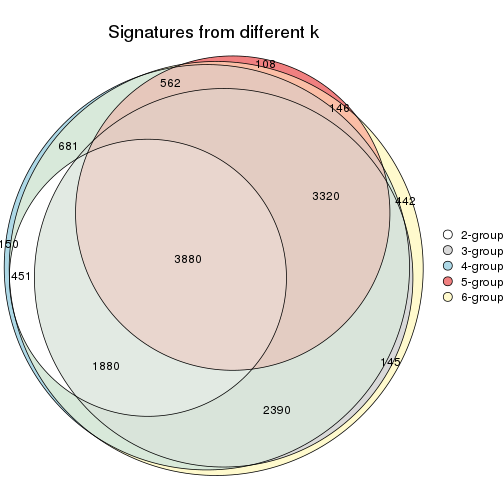 Signatures from different k
108
562
146
681
3320
442
150
3880
451
1880
145
2390
2-group
3-group
4-group
5-group
6-group